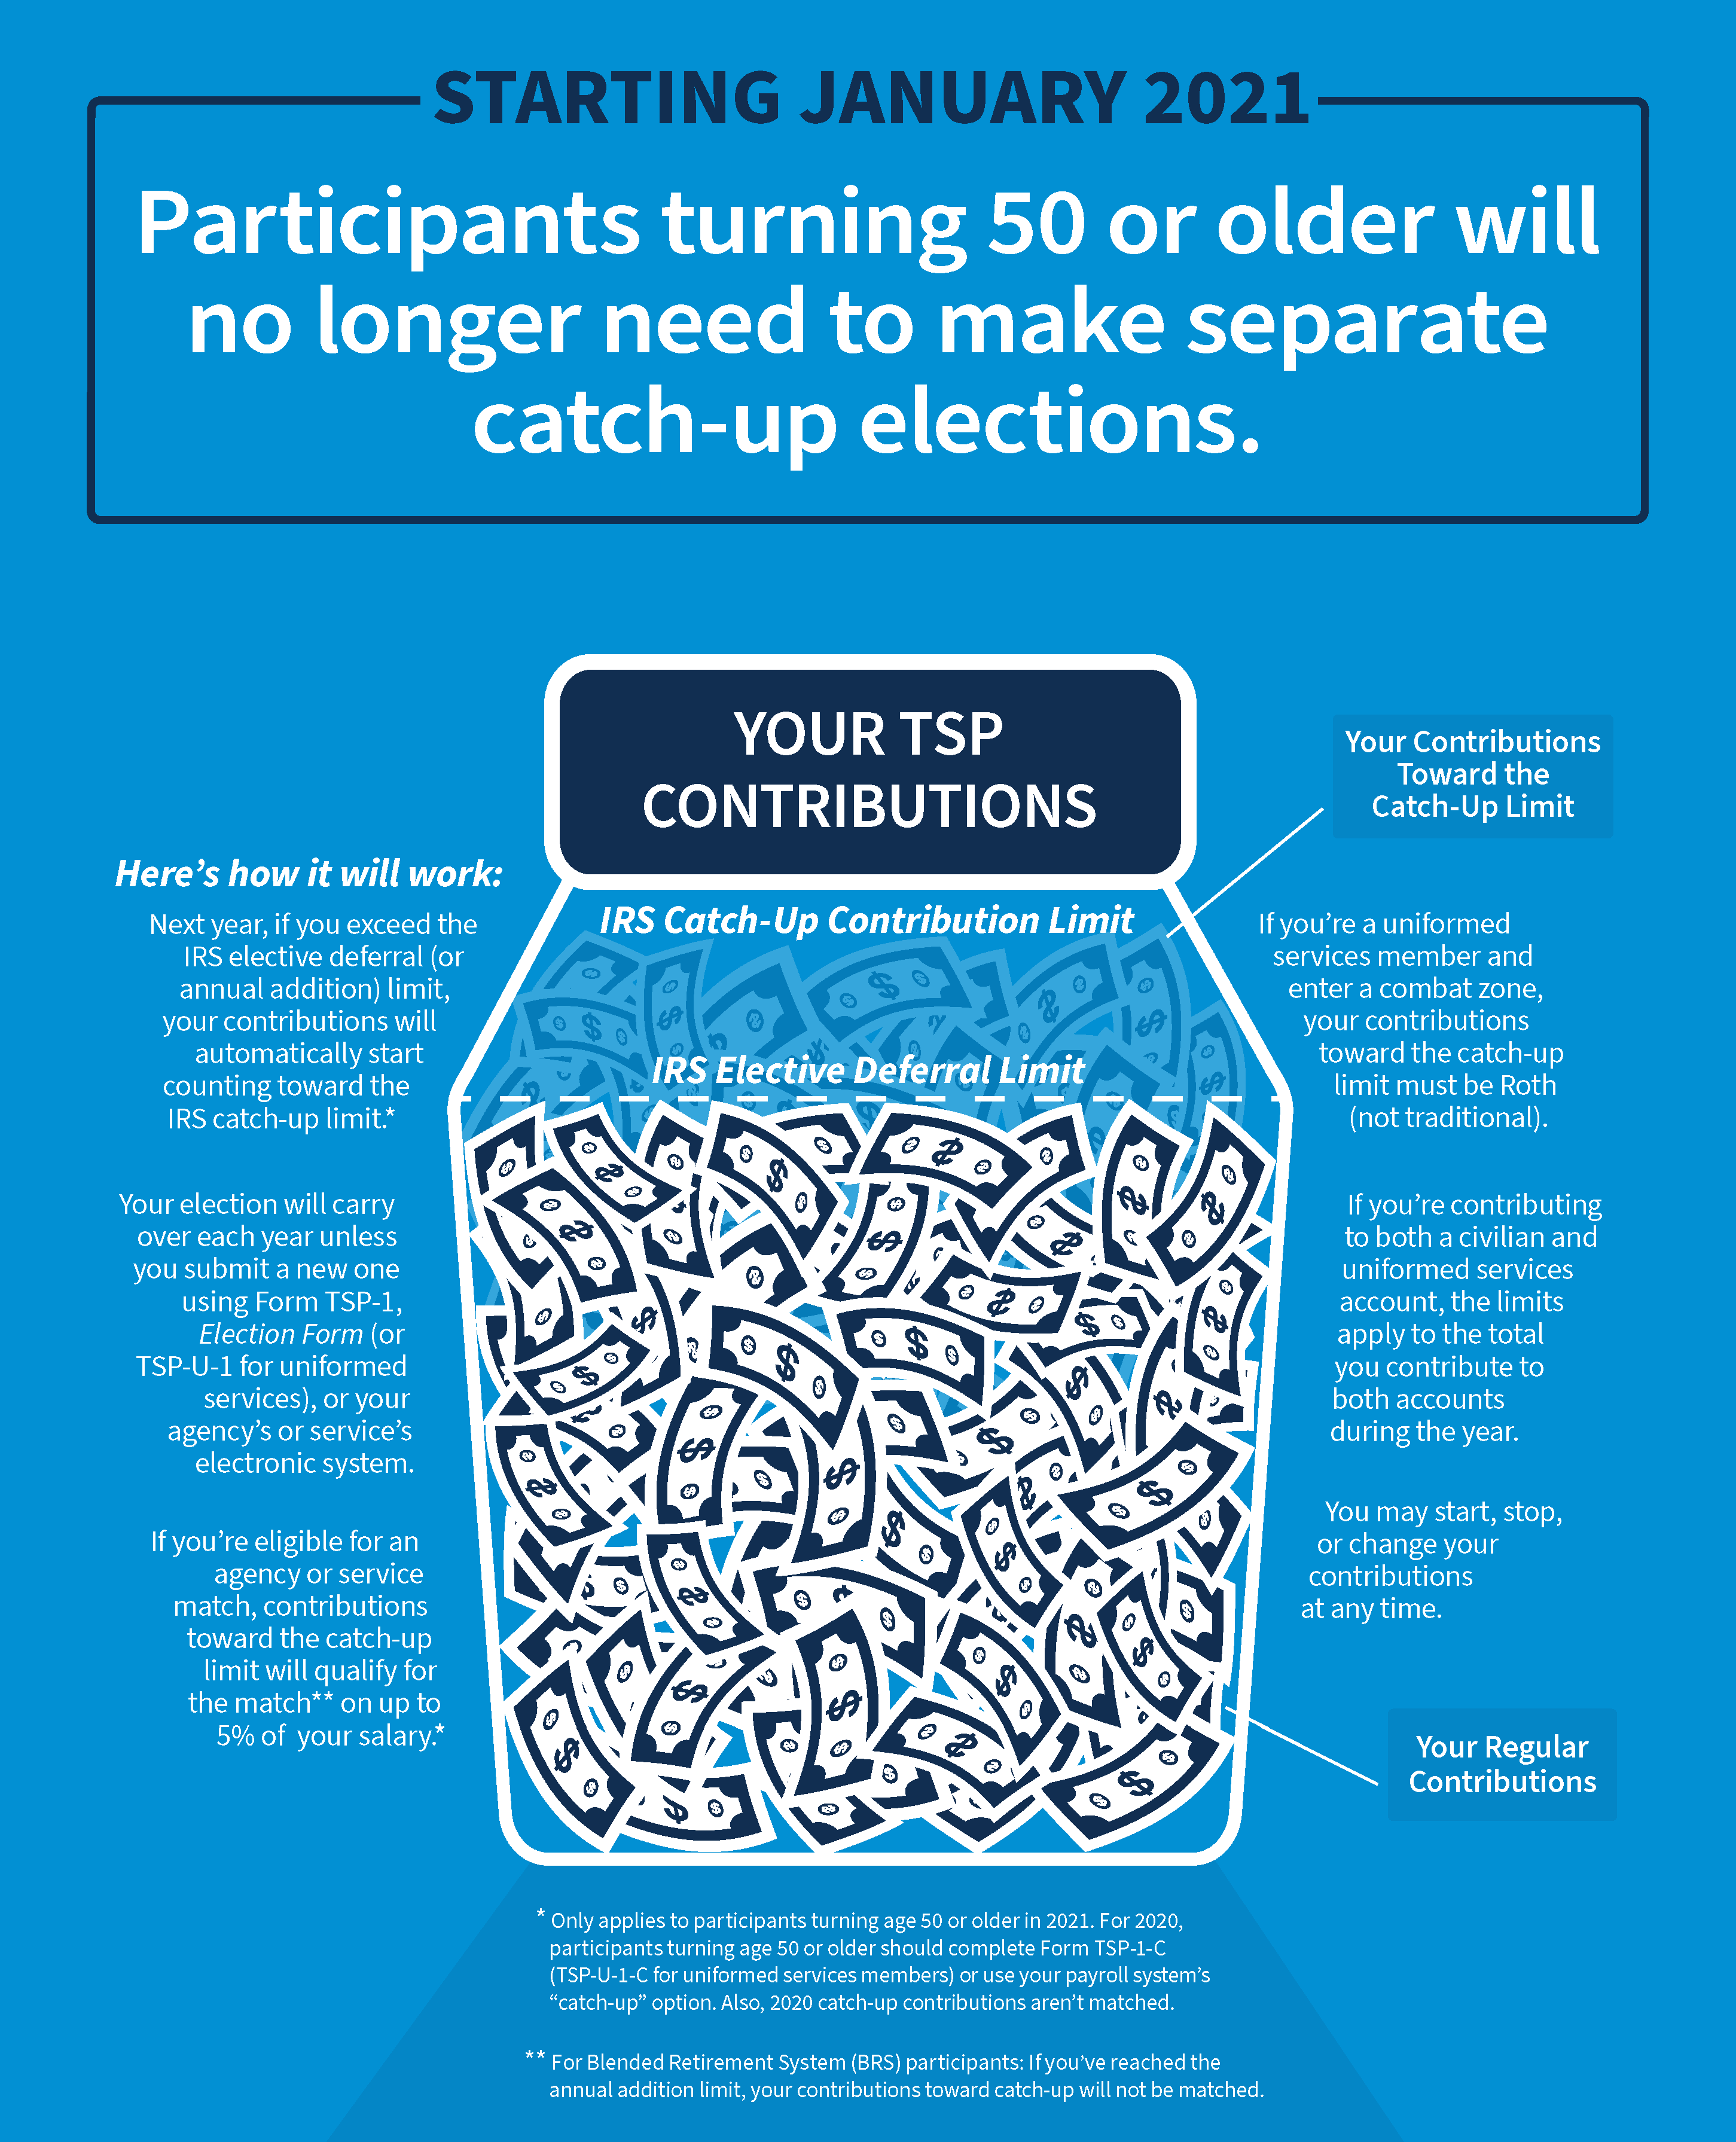 STARTING JANUARY 2021
Participants turning 50 or older will
no longer need to make separate
catch-up elections.
YOUR TSP
CONTRIBUTIONS
Here's how it will work:
Next year, if you exceed the
IRS elective deferral (or
annual addition) limit,
your contributions will
automatically start
counting toward the
IRS catch-up limit.*
Your election will carry
over each year unless
you submit a new one
using Form TSP-1,
Election Form (or
TSP-U-1 for uniformed
services), or your
agency's or service's
electronic system.
If you're eligible for an
agency or service
match, contributions
toward the catch-up
limit will qualify for
the match** on up to
5% of your salary.*
IRS Catch-Up Contribution Limit
IRS Elective Deferral Limit
Your Contributions
Toward the
Catch-Up Limit
If you're a uniformed
services member and
enter a combat zone,
your contributions
toward the catch-up
limit must be Roth
(not traditional).
If you're contributing
to both a civilian and
uniformed services
account, the limits
apply to the total
you contribute to
both accounts
during the year.
You may start, stop,
or change your
contributions
at any time.
Your Regular
Contributions
* Only applies to participants turning age 50 or older in 2021. For 2020,
participants turning age 50 or older should complete Form TSP-1-C
(TSP-U-1-C for uniformed services members) or use your payroll system's
“catch-up” option. Also, 2020 catch-up contributions aren't matched.
** For Blended Retirement System (BRS) participants: If you've reached the
annual addition limit, your contributions toward catch-up will not be matched.